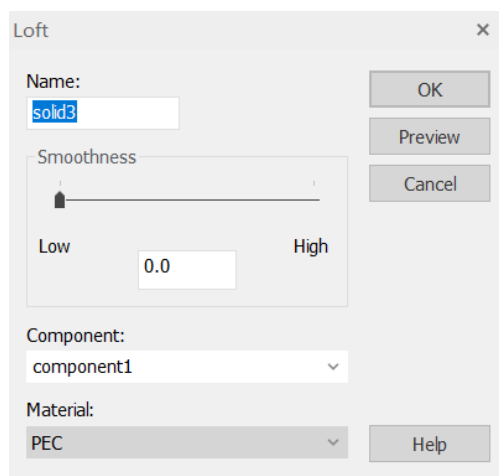 Loft
Name:
OK
solid3
Preview
Smoothness
Cancel
Low
High
0.0
Component:
component1
Material:
PEC
Help